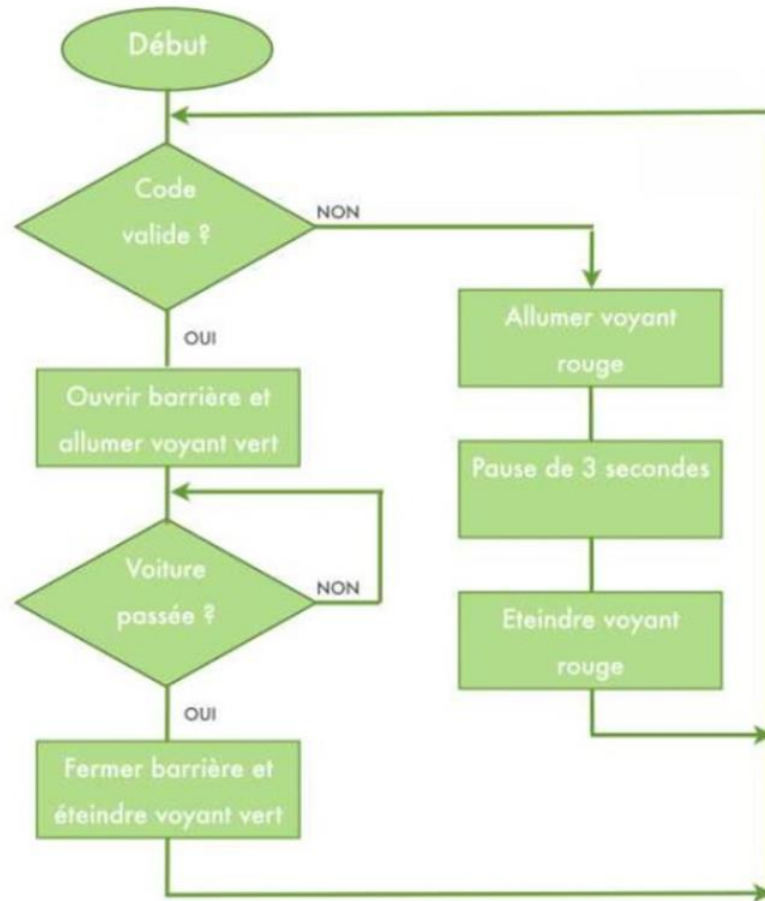 Début
Code
valide ?
NON
OUI
Allumer voyant
rouge
Ouvrir barrière et
allumer voyant vert
Pause de 3 secondes
Voiture
passée ?
NON
OUI
Eteindre voyant
rouge
Fermer barrière et
éteindre voyant vert